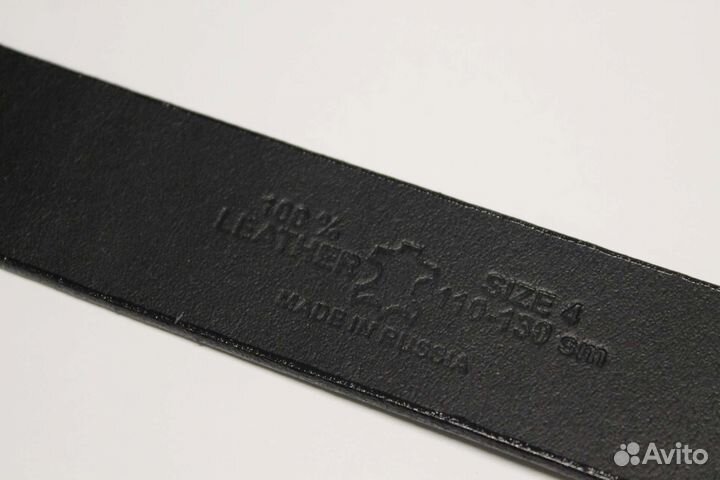 100%
LEATHER
MADE IN RUSSIA
SIZE 4
110-130 sm
Avito